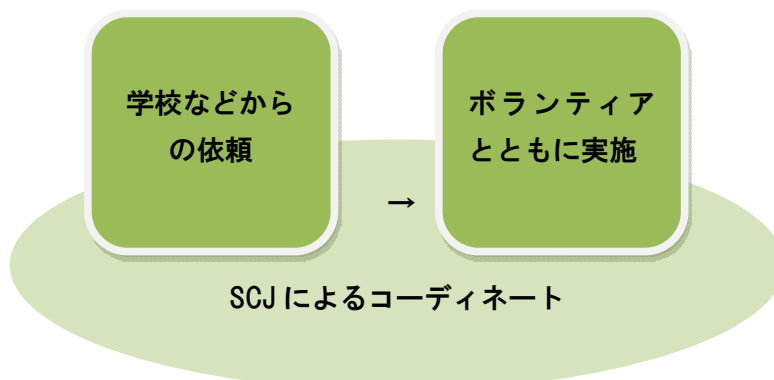 学校などから
の依頼
ボランティア
とともに実施
→
SCJによるコーディネート